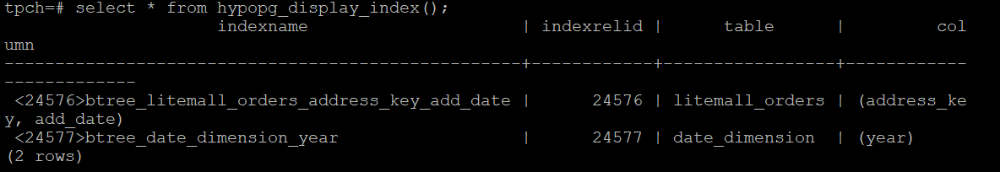 tpch=# select * from hypopg_display_index();
indexname | indexrelid | table | col
umn
---------------------------------------------------+------------+-----------------+------------
-------------
<24576>btree_litemall_orders_address_key_add_date | 24576 | litemall_orders | (address_ke
y, add_date)
<24577>btree_date_dimension_year | 24577 | date_dimension | (year)
(2 rows)